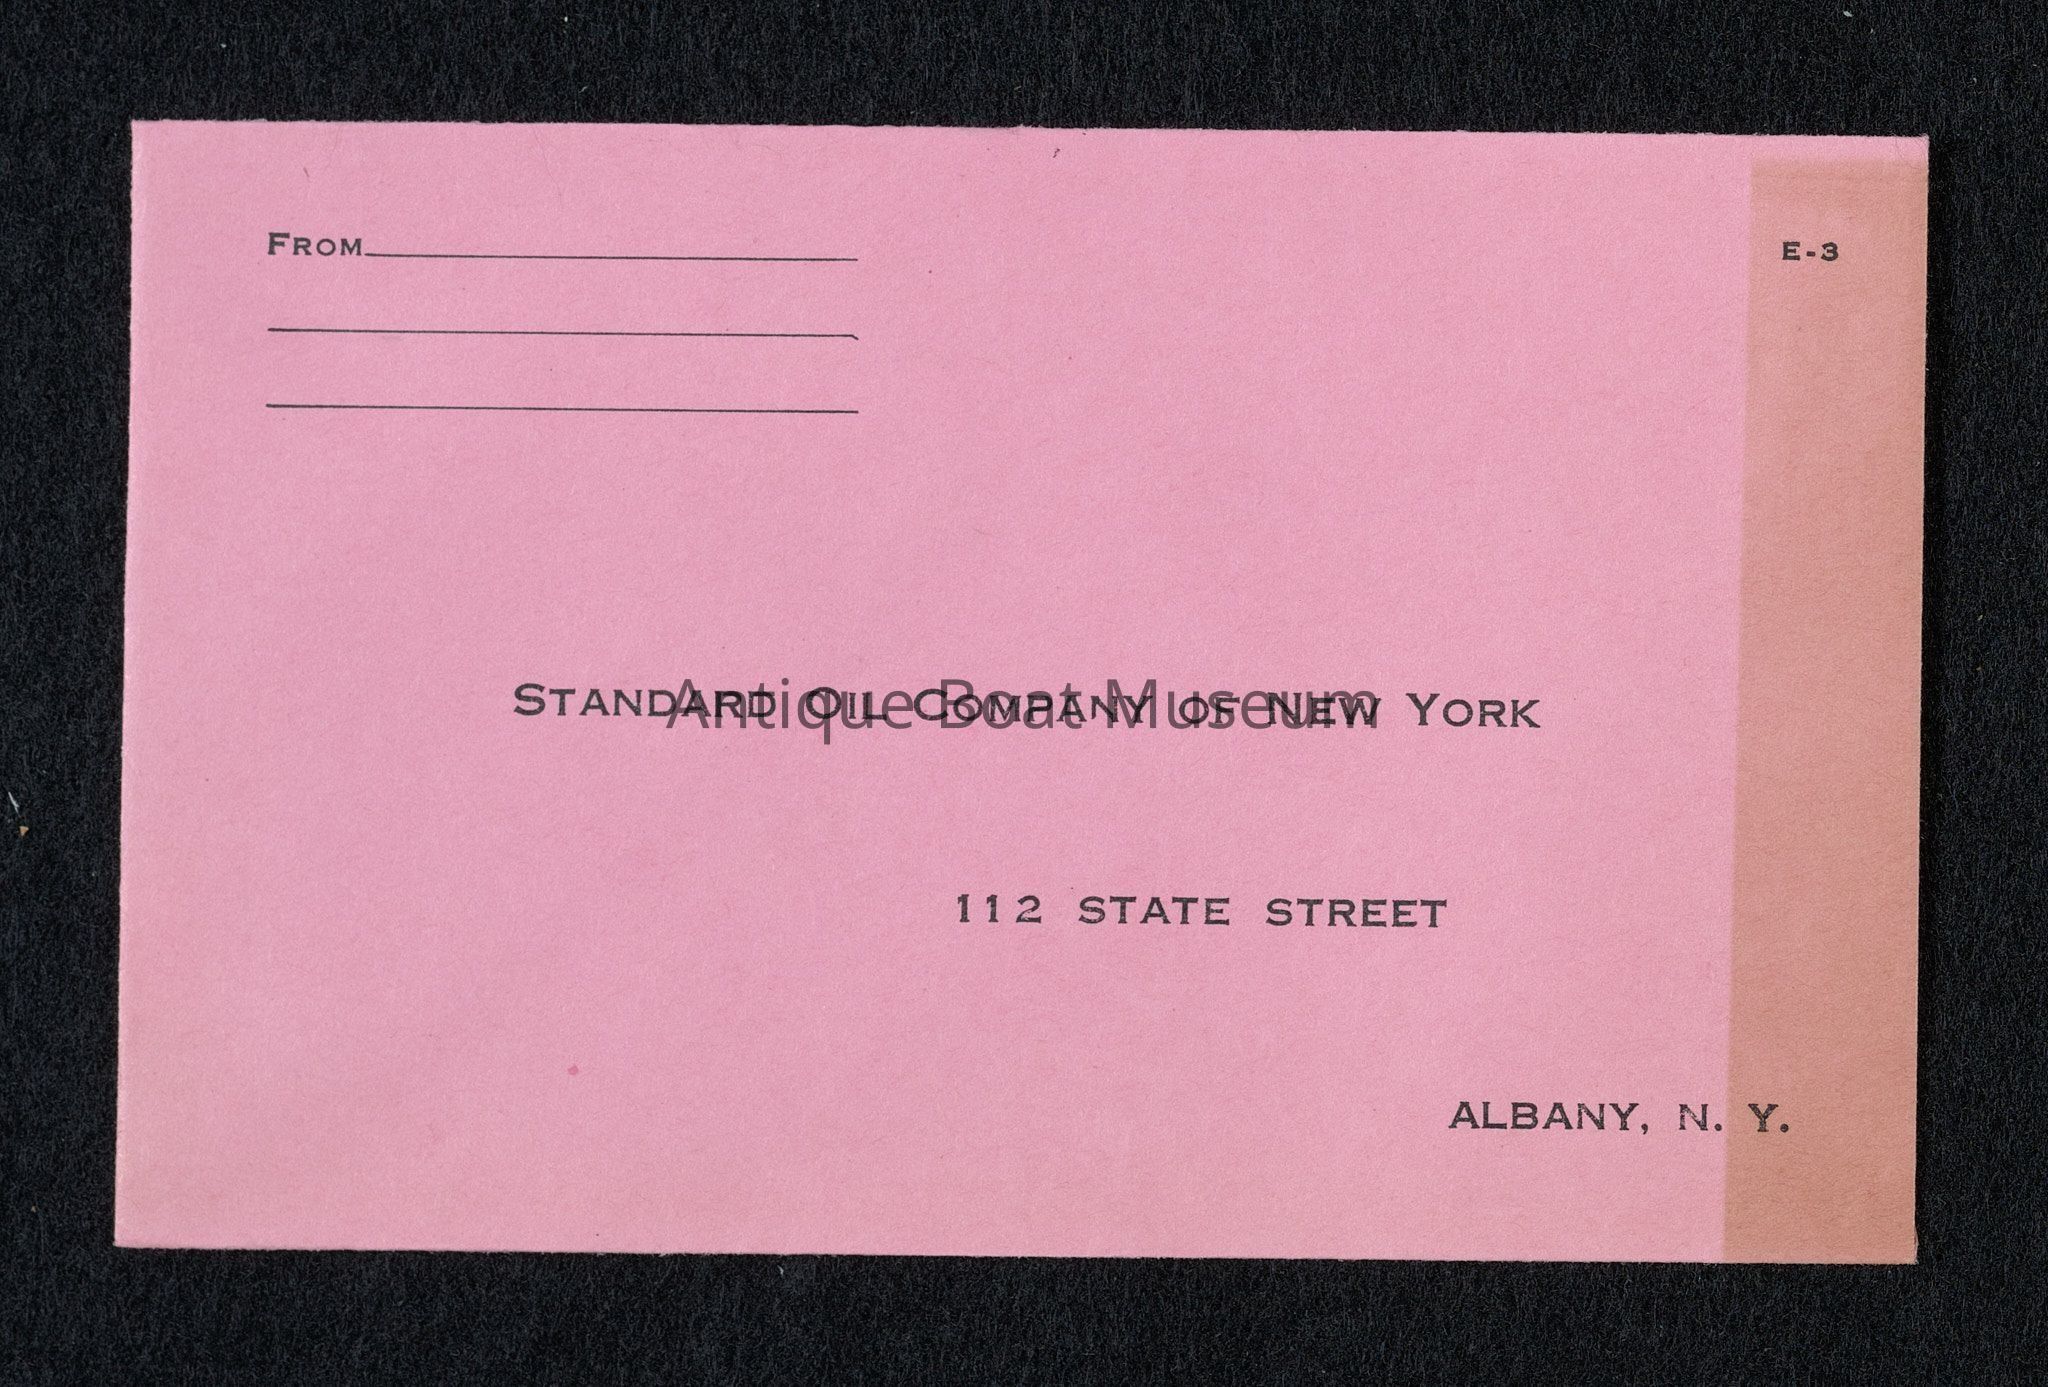 FROM
E-3
STANDARD OIL COMPANY OF NEW YORK
Antique Boat Museum
112 STATE STREET
ALBANY, N. Y.